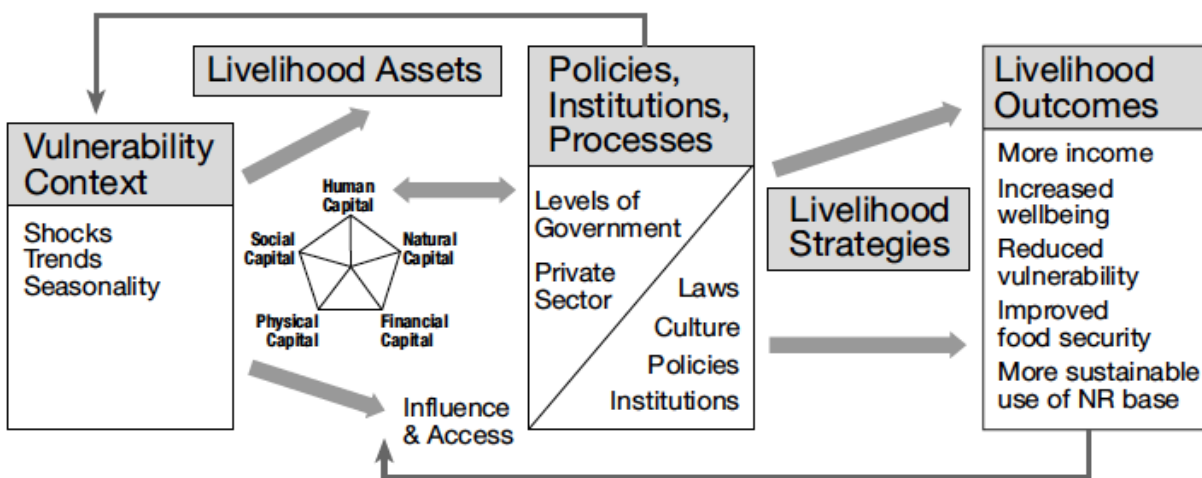 Vulnerability
Context
Shocks
Trends
Seasonality
Livelihood Assets
Human
Capital
Social
Capital
Natural
Capital
Physical
Capital
Financial
Capital
Influence
& Access
Policies,
Institutions,
Processes
Levels of
Government
Private
Sector
Laws
Culture
Policies
Institutions
Livelihood
Strategies
Livelihood
Outcomes
More income
Increased
wellbeing
Reduced
vulnerability
Improved
food security
More sustainable
use of NR base